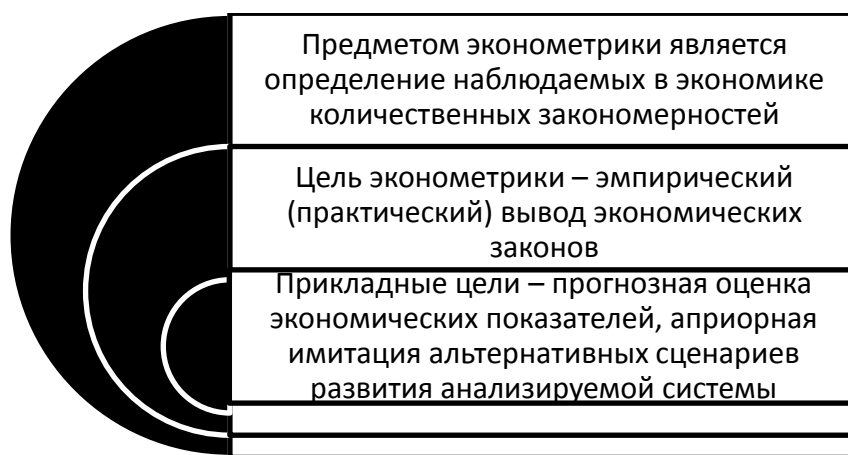 Предметом эконометрики является
определение наблюдаемых в экономике
количественных закономерностей
Цель эконометрики – эмпирический
(практический) вывод экономических
законов
Прикладные цели – прогнозная оценка
экономических показателей, априорная
имитация альтернативных сценариев
развития анализируемой системы